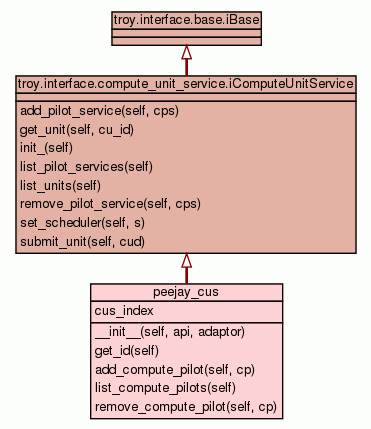 troy.interface.base.iBase
troy.interface.compute_unit_service.iComputeUnitService
add_pilot_service(self, cps)
get_unit(self, cu_id)
init_(self)
list_pilot_services(self)
list_units(self)
remove_pilot_service(self, cps)
set_scheduler(self, s)
submit_unit(self, cud)
peejay_cus
cus_index
__init__(self, api, adaptor)
get_id(self)
add_compute_pilot(self, cp)
list_compute_pilots(self)
remove_compute_pilot(self, cp)